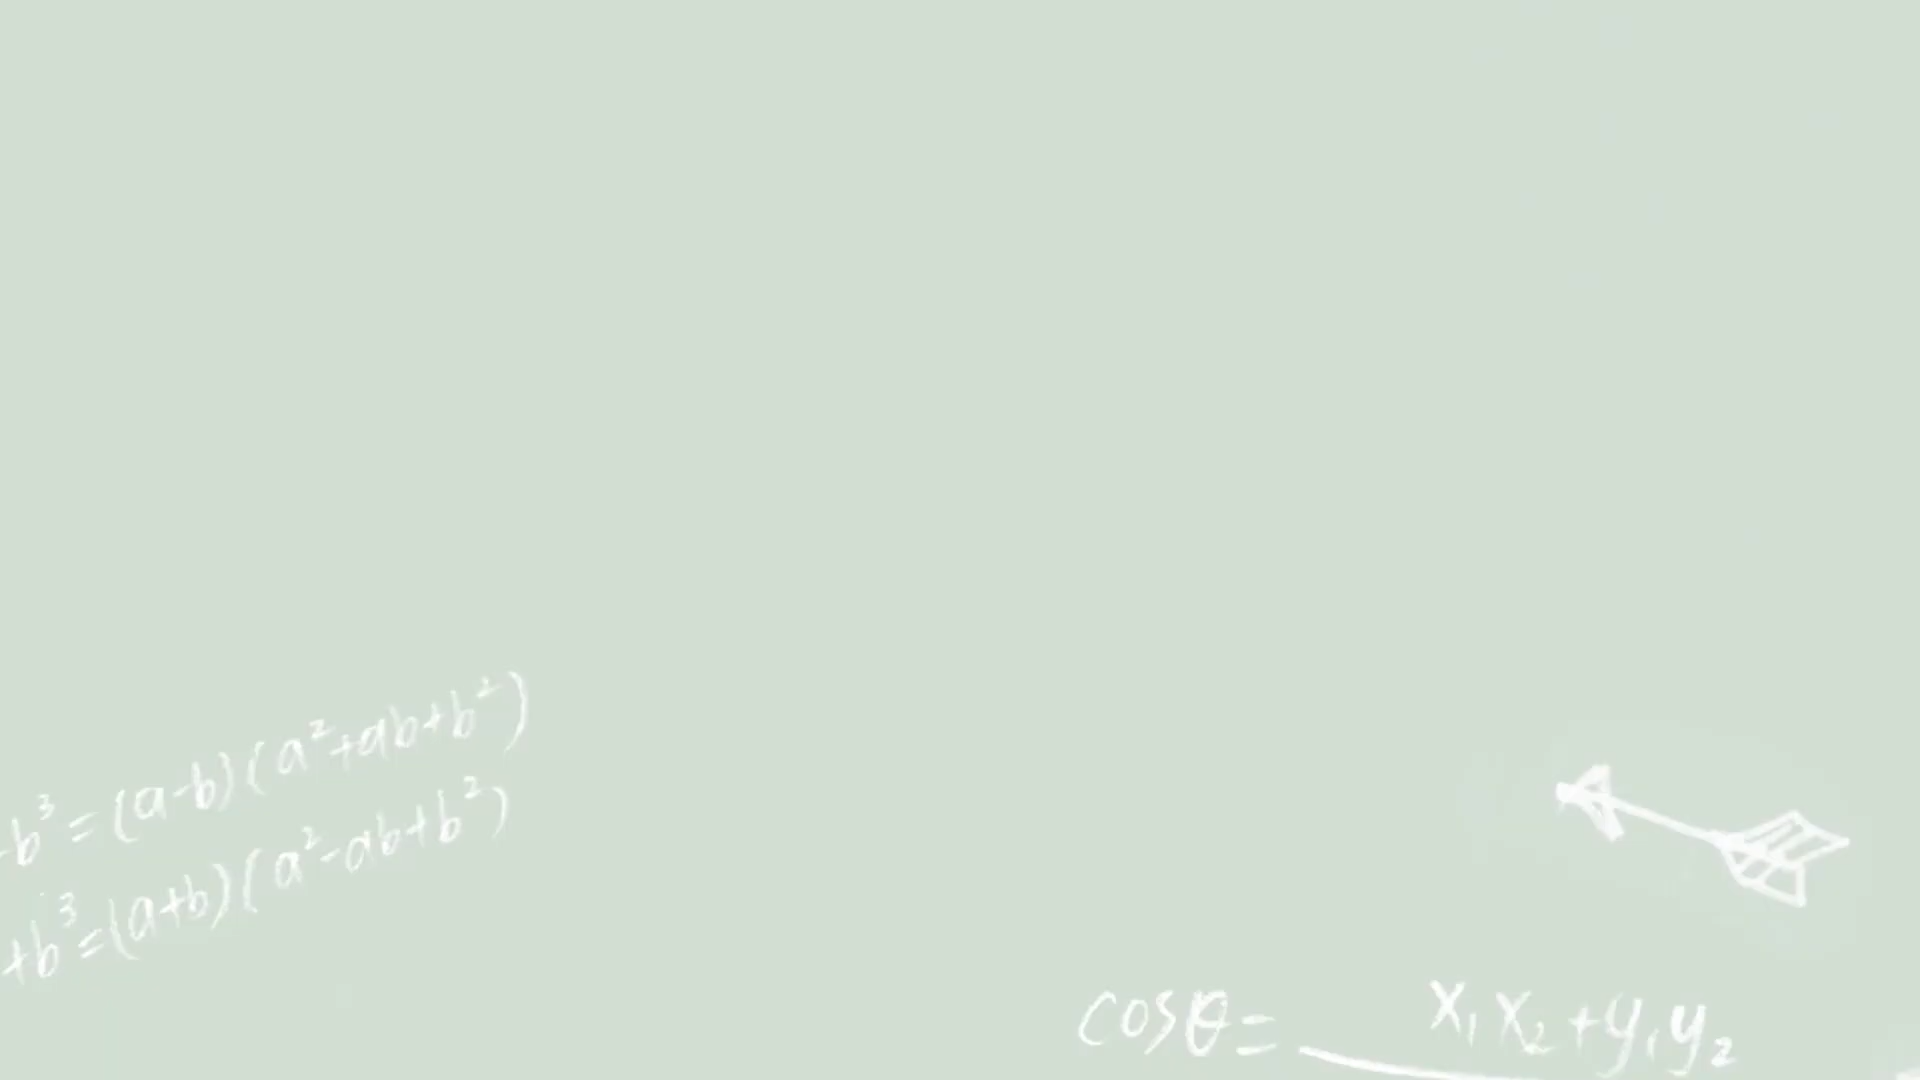 -b³=(a-b)(a²+ab+b²)
+b³=(a+b)(a²-ab+b²)
cosθ= x₁x₂+y₁y₂